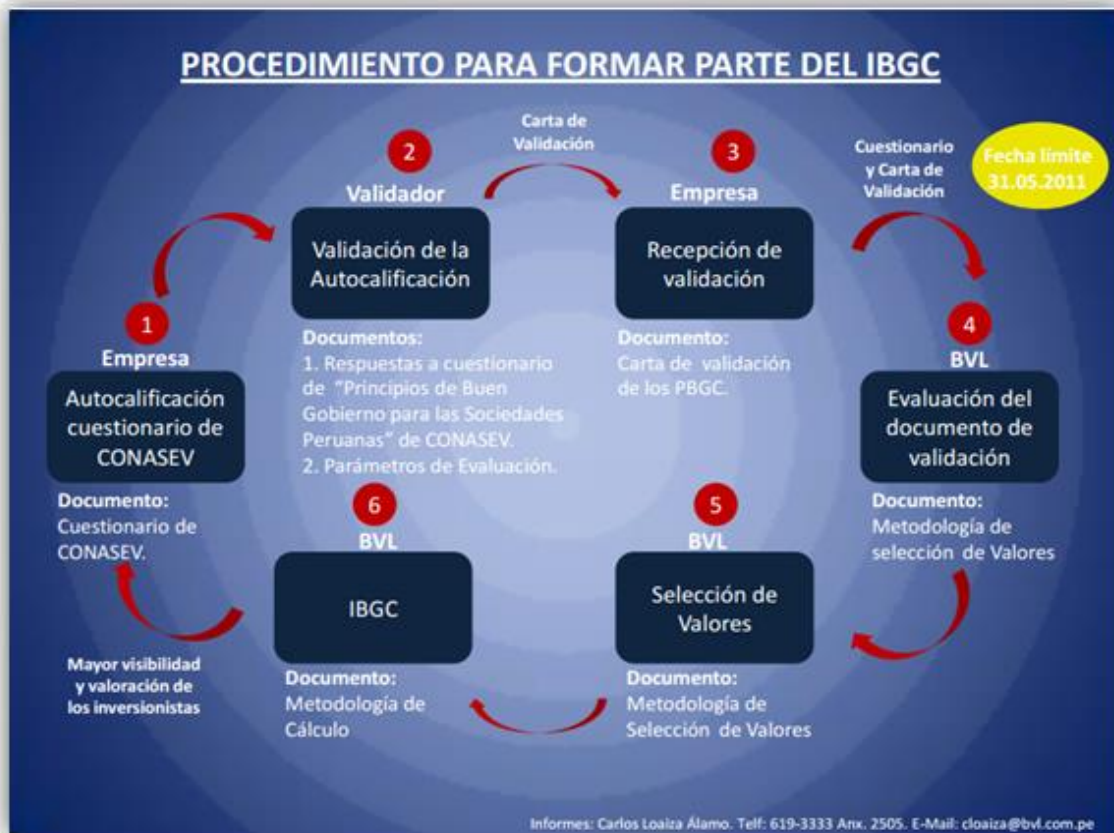 PROCEDIMIENTO PARA FORMAR PARTE DEL IBGC
1
Empresa
Autocalificación
cuestionario de
CONASEV
Documento:
Cuestionario de
CONASEV.
2
Validador
Validación de la
Autocalificación
Documentos:
1. Respuestas a cuestionario
de "Principios de Buen
Gobierno para las Sociedades
Peruanas" de CONASEV.
2. Parámetros de Evaluación.
Carta de
Validación
3
Empresa
Recepción de
validación
Documento:
Carta de validación
de los PBGC.
Cuestionario
y Carta de
Validación
Fecha límite
31.05.2011
4
BVL
Evaluación del
documento de
validación
Documento:
Metodología de
selección de Valores
5
BVL
Selección de
Valores
Documento:
Metodología de
Selección de Valores
6
BVL
IBGC
Documento:
Metodología de
Cálculo
Mayor visibilidad
y valoración de
los inversionistas
Informes: Carlos Loaiza Álamo. Telf: 619-3333 Anx. 2505. E-Mail: cloaiza@bvl.com.pe